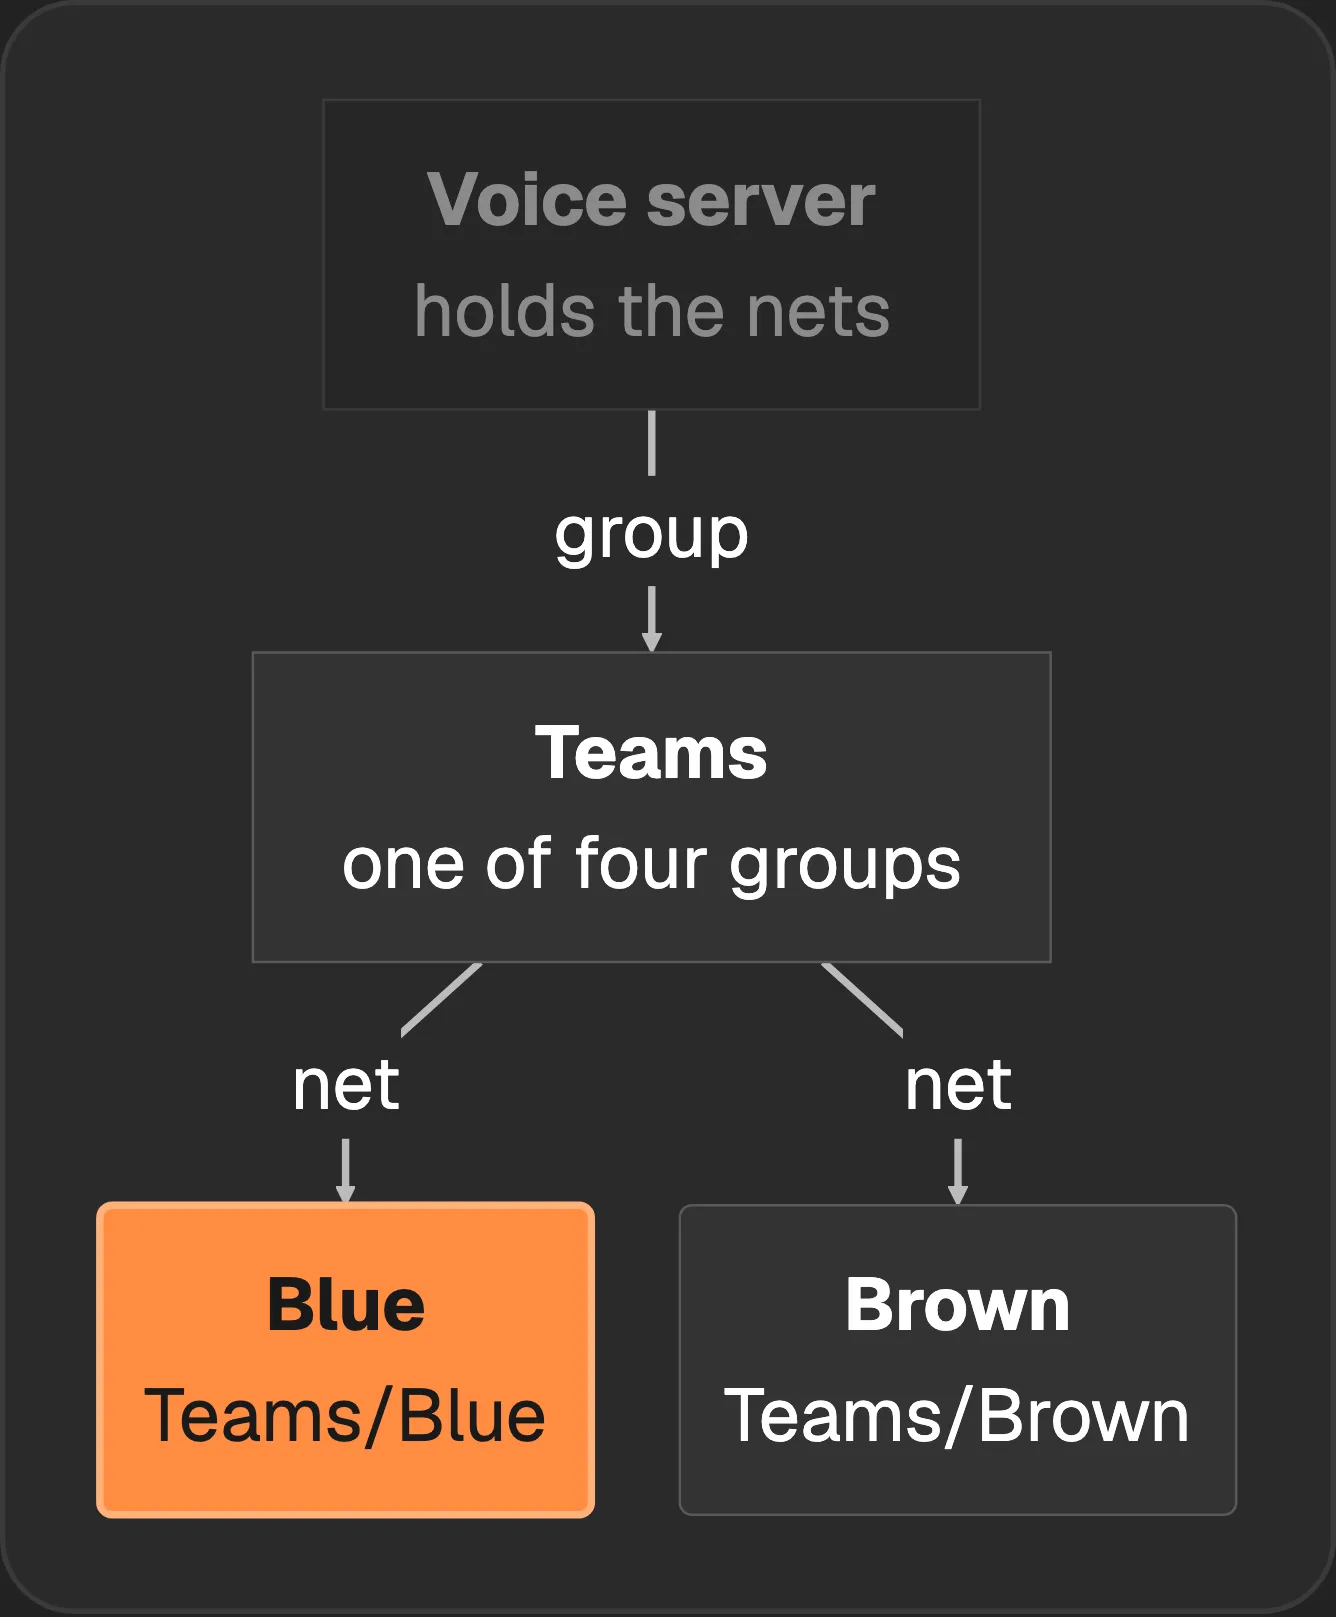 Voice server
holds the nets
group
Teams
one of four groups
net
net
Blue
Teams/Blue
Brown
Teams/Brown